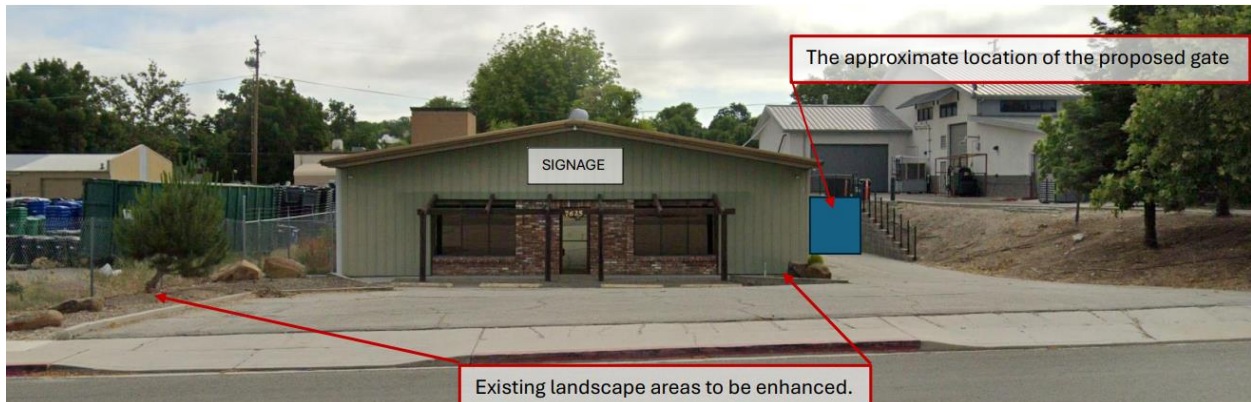 The approximate location of the proposed gate
SIGNAGE
Existing landscape areas to be enhanced.